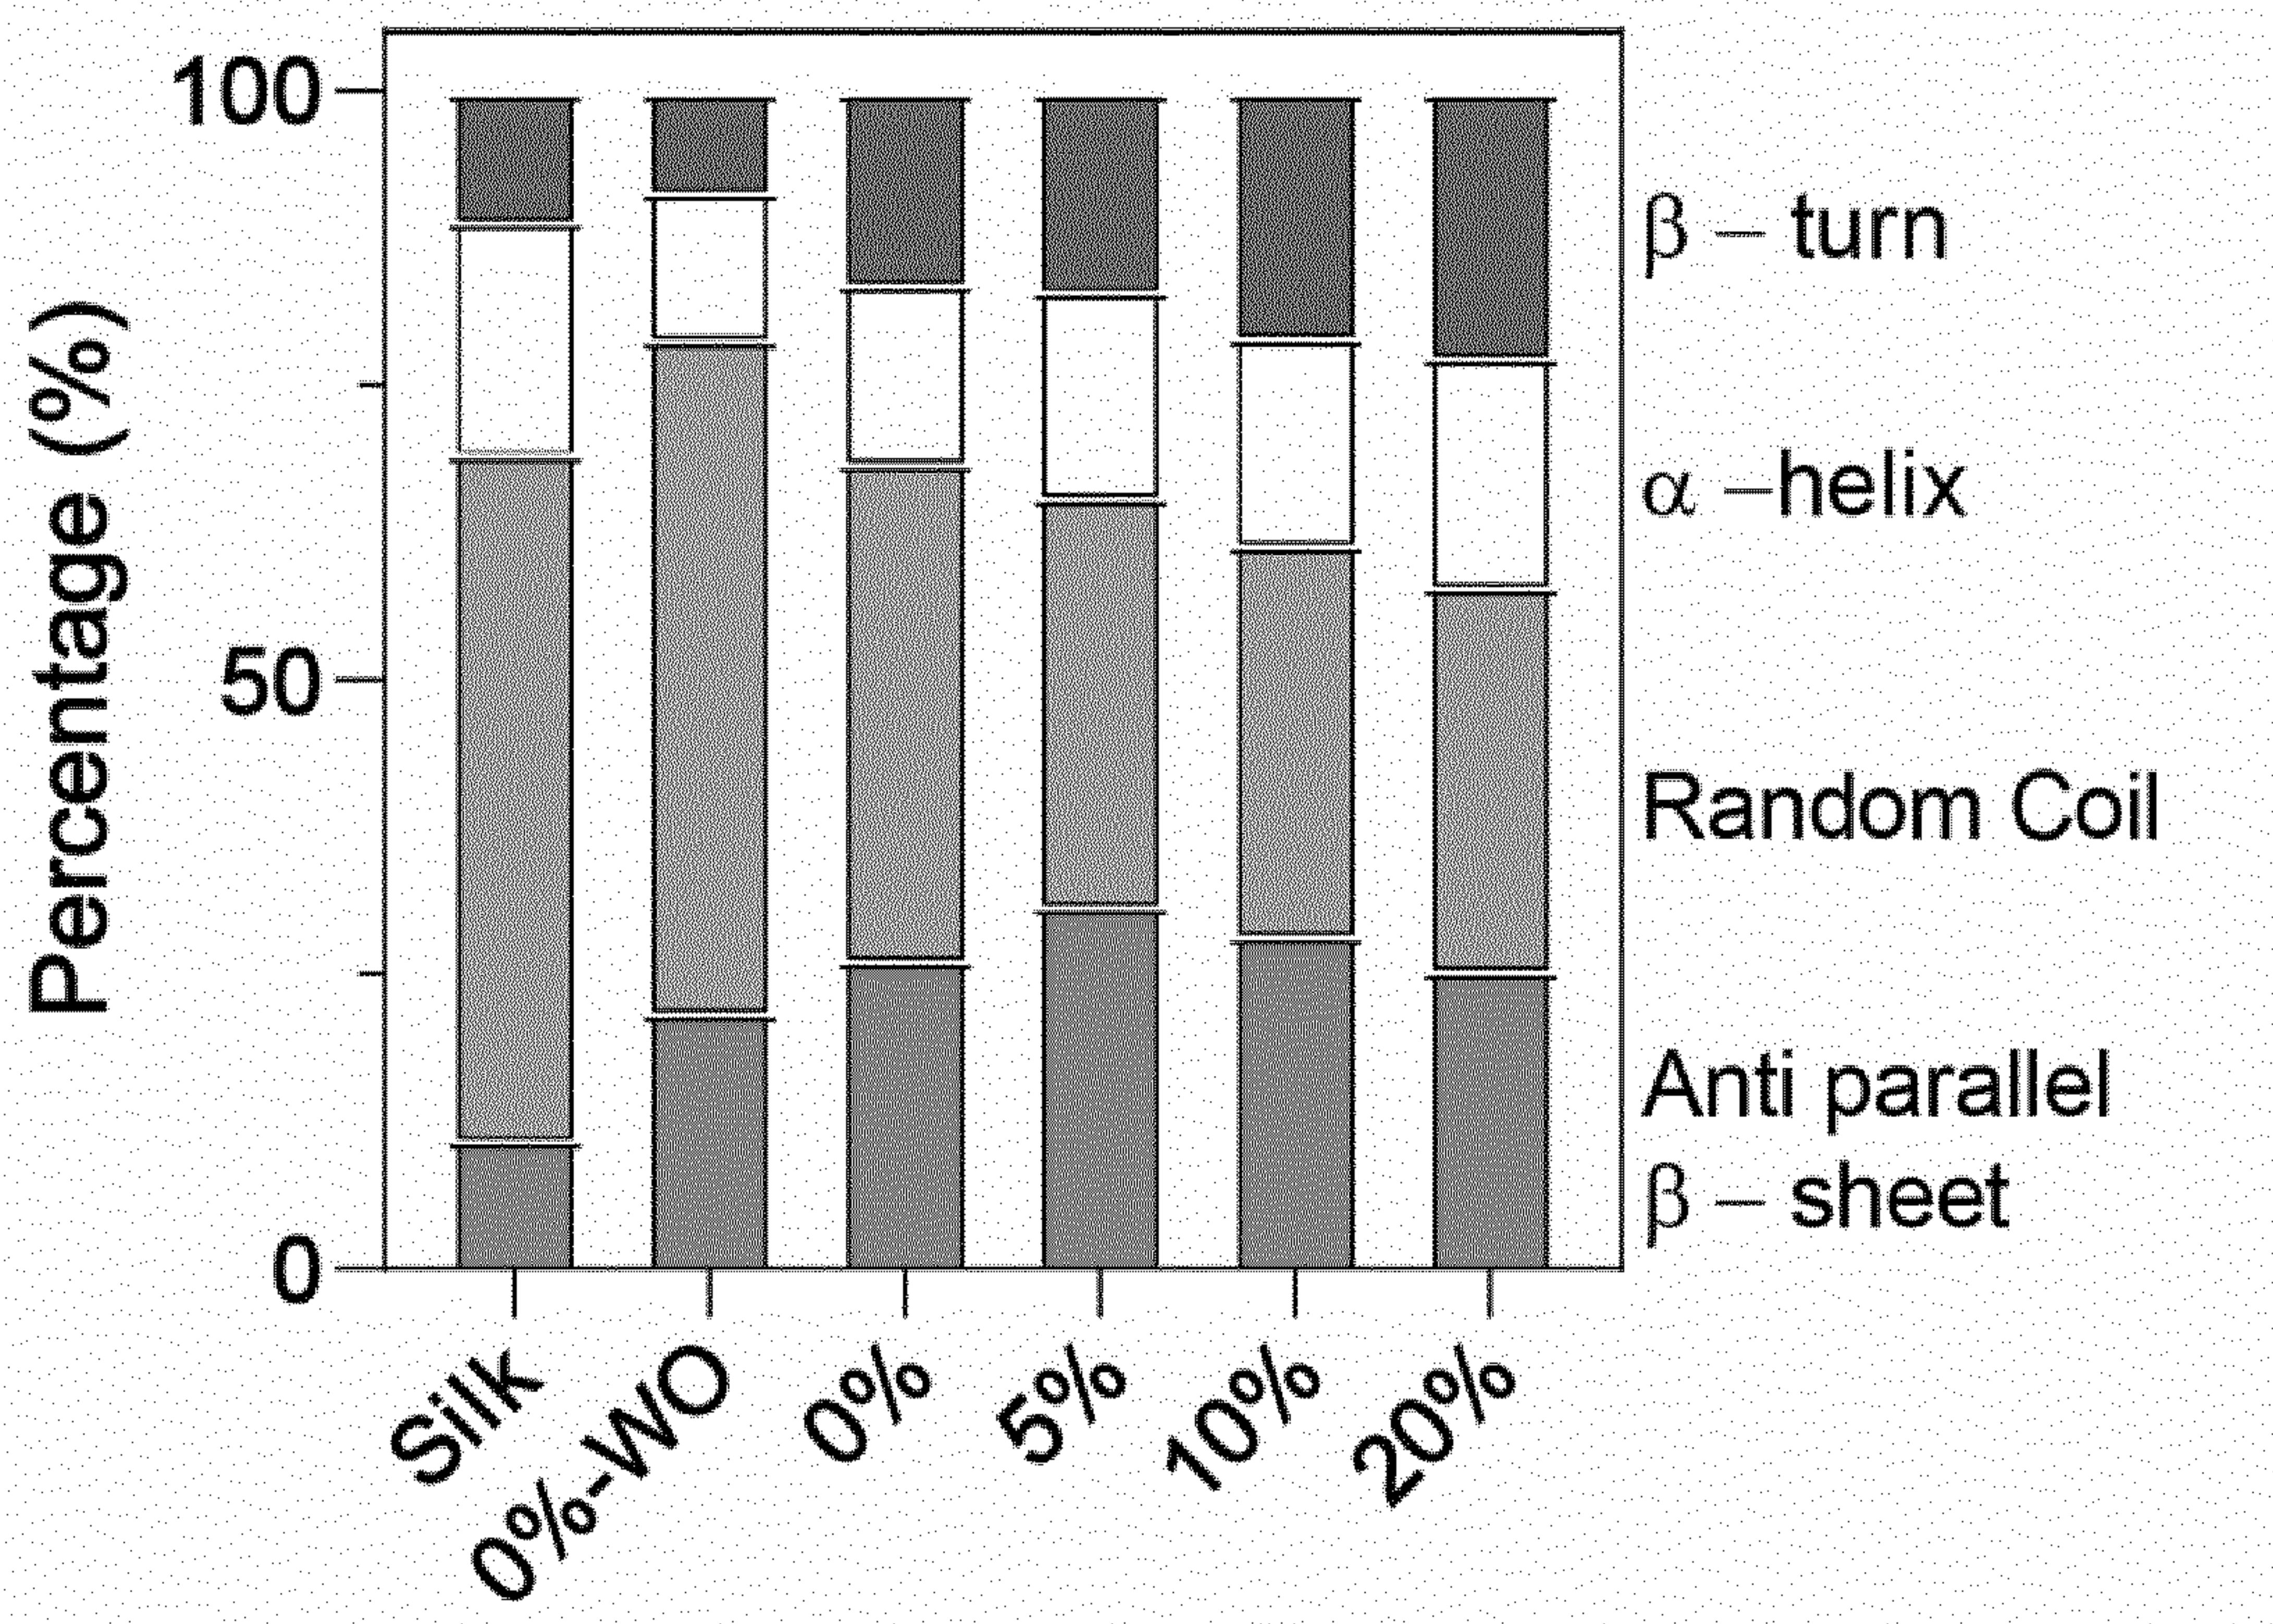 Percentage (%)
100
50
0
β – turn
α –helix
Random Coil
Anti parallel
β – sheet
Silk
0%-WO
0%
5%
10%
20%